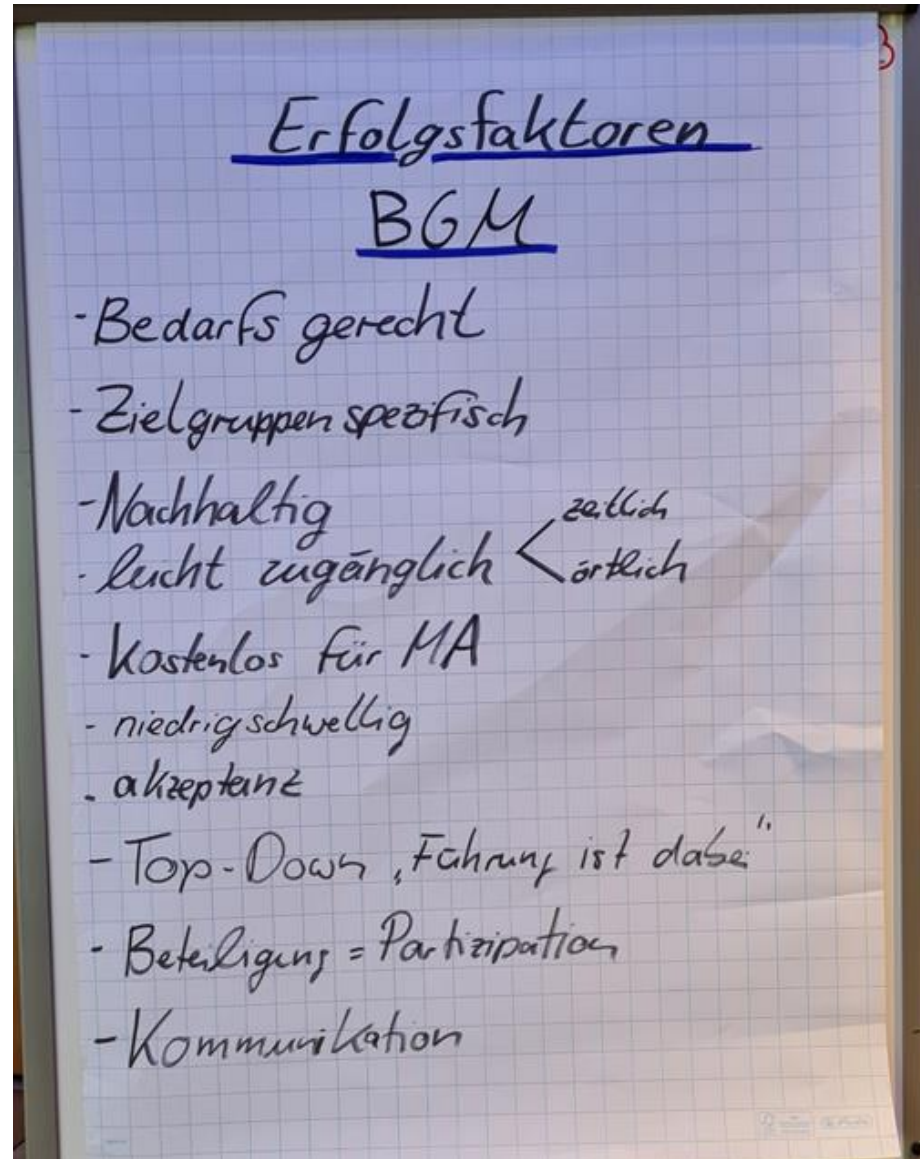 Erfolgsfaktoren
BGM
- Bedarfs gerecht
- Zielgruppen spezifisch
- Nachhaltig
- leicht zugänglich < zeitlich
örtlich
- Kostenlos für MA
- niedrigschwellig
- akzeptanz
- Top-Down „Führung ist dabei"
- Beteiligung = Partizipation
- Kommunikation